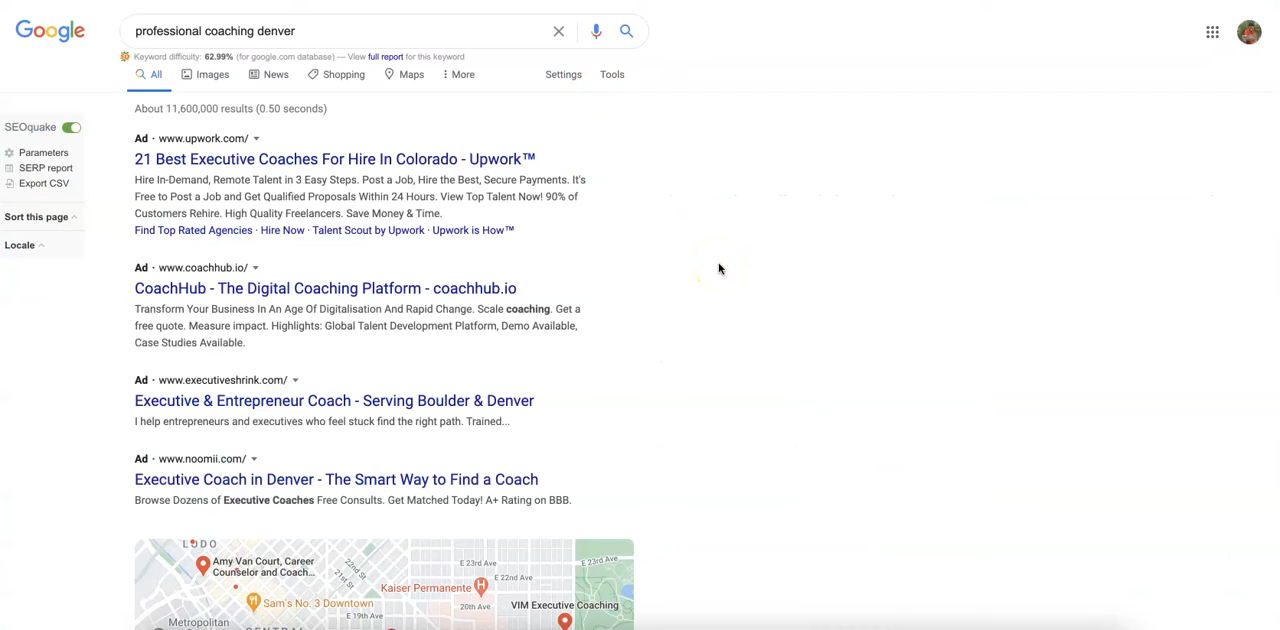 Google
professional coaching denver
Keyword difficulty: 62.99% (for google.com database) — View full report for this keyword
All Images News Shopping Maps More Settings Tools
About 11,600,000 results (0.50 seconds)
SEOquake
Parameters
SERP report
Export CSV
Sort this page
Locale
Ad · www.upwork.com/
21 Best Executive Coaches For Hire In Colorado - Upwork™
Hire In-Demand, Remote Talent in 3 Easy Steps. Post a Job, Hire the Best, Secure Payments. It's
Free to Post a Job and Get Qualified Proposals Within 24 Hours. View Top Talent Now! 90% of
Customers Rehire. High Quality Freelancers. Save Money & Time.
Find Top Rated Agencies · Hire Now · Talent Scout by Upwork · Upwork is How™
Ad · www.coachhub.io/
CoachHub - The Digital Coaching Platform - coachhub.io
Transform Your Business In An Age Of Digitalisation And Rapid Change. Scale coaching. Get a
free quote. Measure impact. Highlights: Global Talent Development Platform, Demo Available,
Case Studies Available.
Ad · www.executiveshrink.com/
Executive & Entrepreneur Coach - Serving Boulder & Denver
I help entrepreneurs and executives who feel stuck find the right path. Trained...
Ad · www.noomii.com/
Executive Coach in Denver - The Smart Way to Find a Coach
Browse Dozens of Executive Coaches Free Consults. Get Matched Today! A+ Rating on BBB.
LODO
Amy Van Court, Career
Counselor and Coach...
22nd St
21st St
E 23rd Ave
E 23rd Ave
Kaiser Permanente
H
E 22nd Ave
Sam's No. 3 Downtown
20th Ave
VIM Executive Coaching
E 19th Ave
Metropolitan
CENTRAL